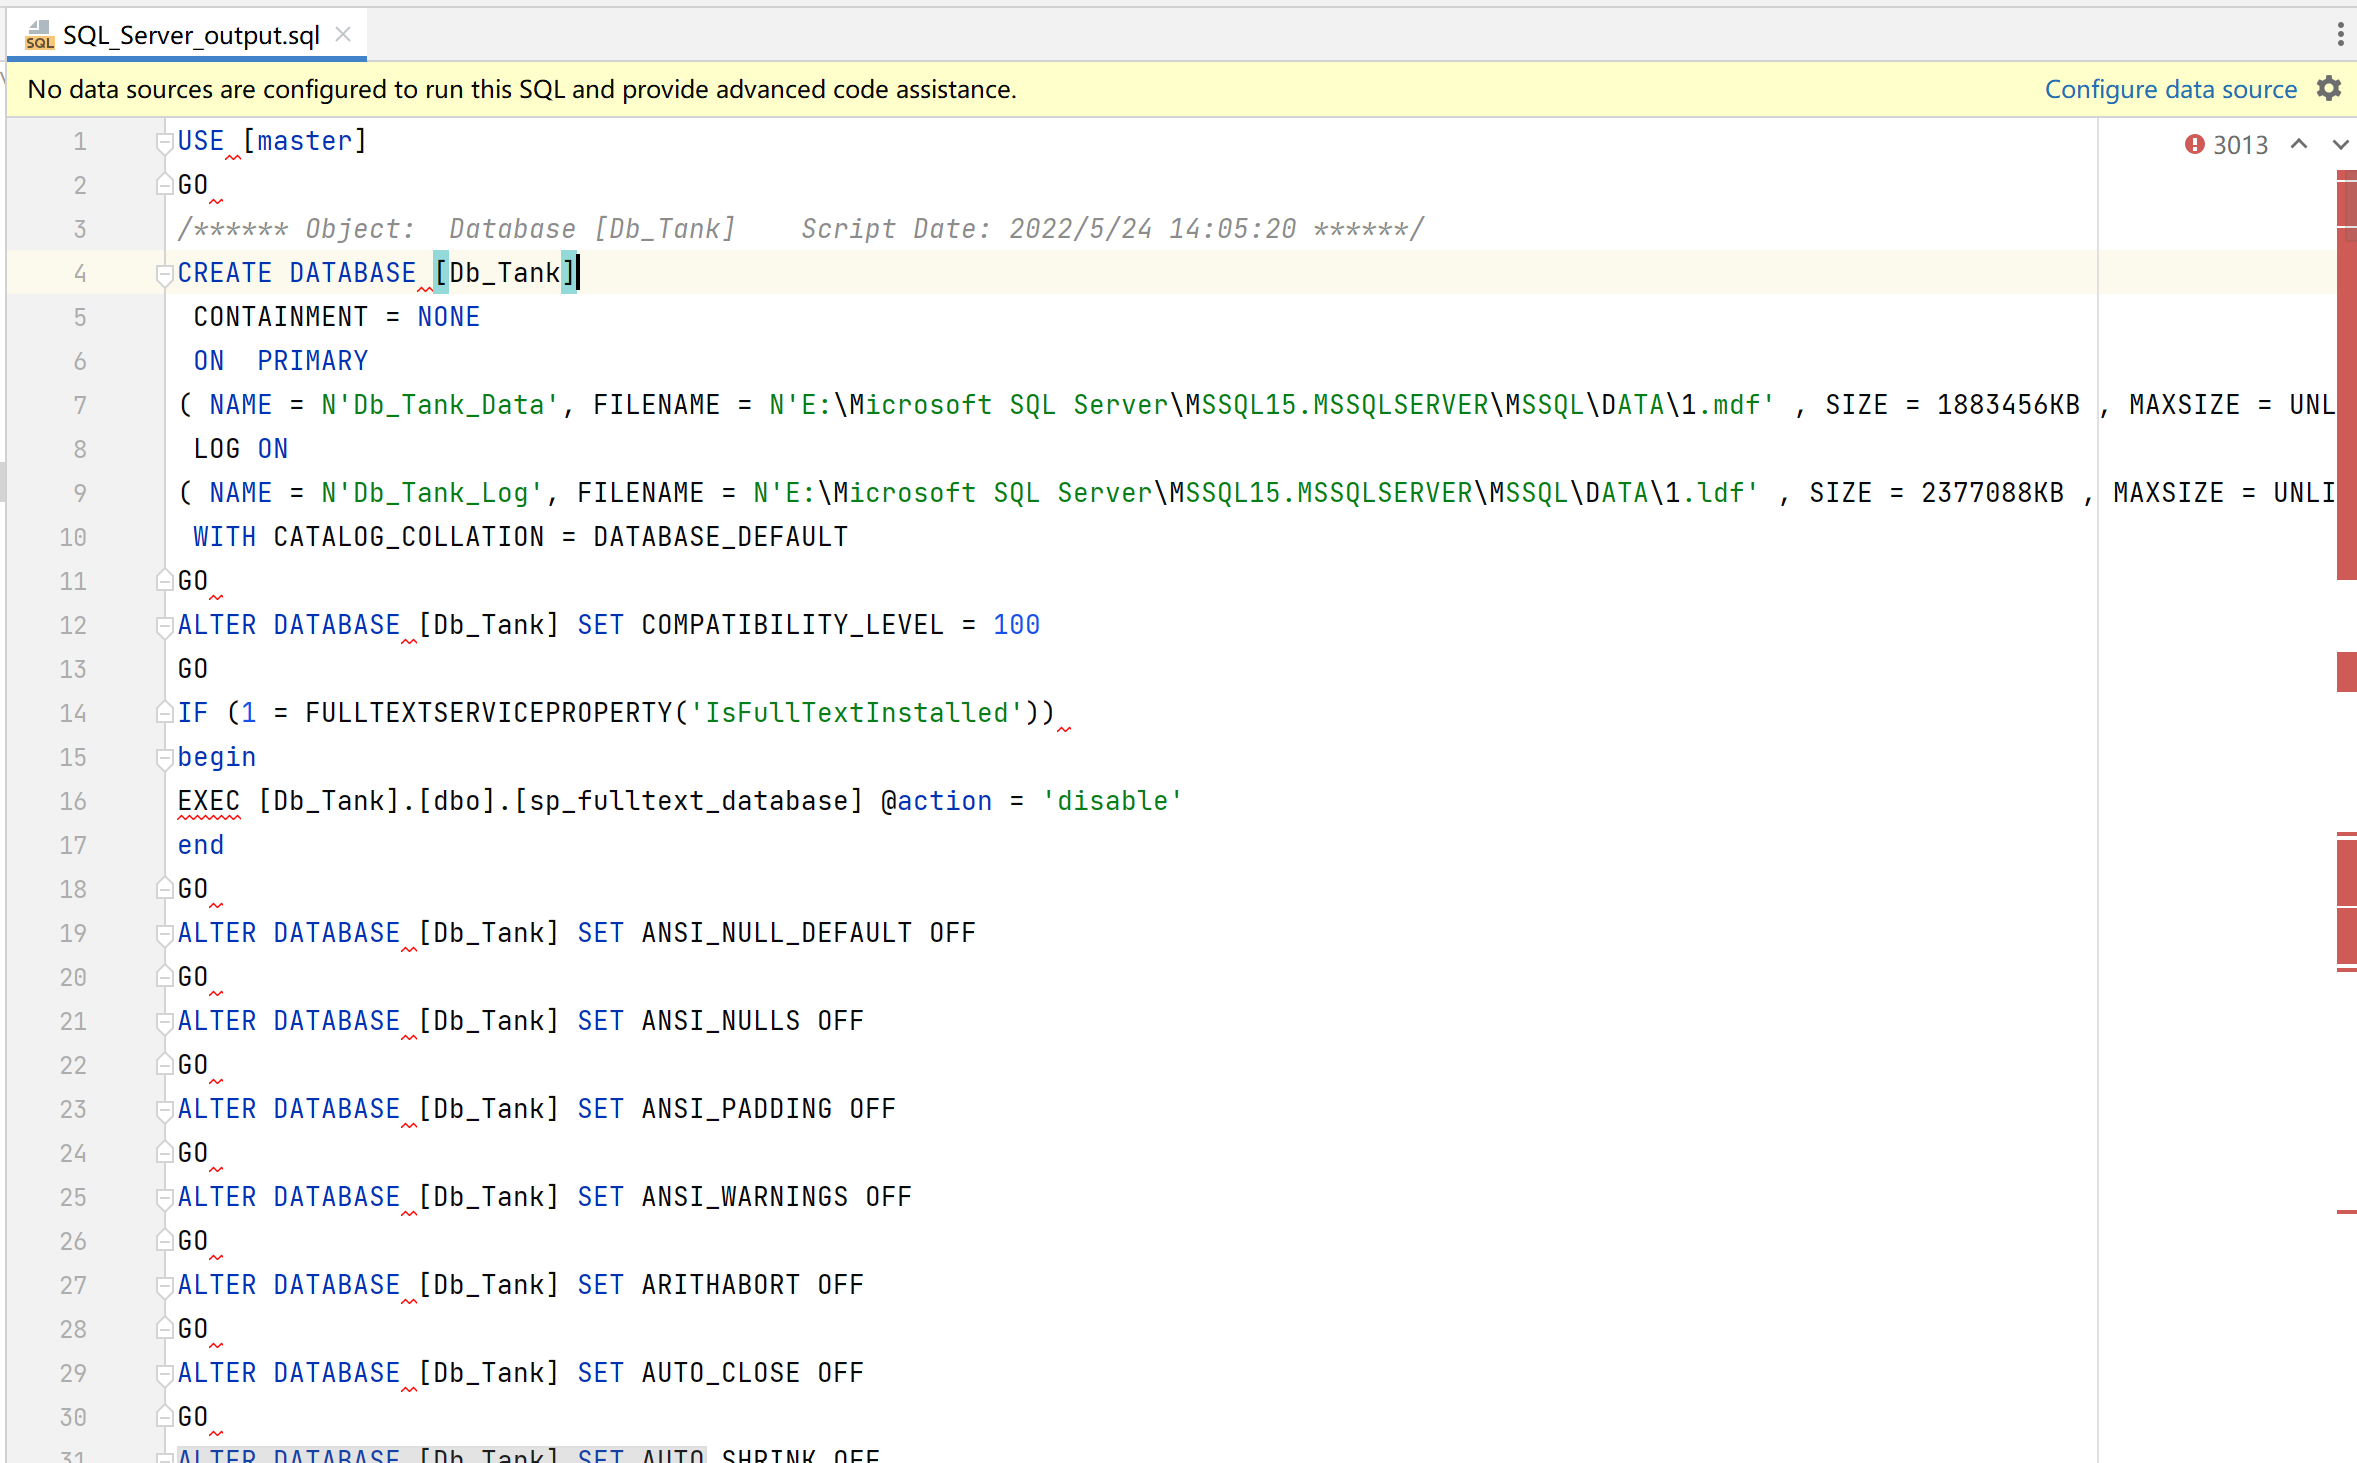 SQL_Server_output.sql
No data sources are configured to run this SQL and provide advanced code assistance. Configure data source
3013
1 USE [master]
2 GO
3 /****** Object:  Database [Db_Tank]    Script Date: 2022/5/24 14:05:20 ******/
4 CREATE DATABASE [Db_Tank]
5  CONTAINMENT = NONE
6  ON  PRIMARY
7 ( NAME = N'Db_Tank_Data', FILENAME = N'E:\Microsoft SQL Server\MSSQL15.MSSQLSERVER\MSSQL\DATA\1.mdf' , SIZE = 1883456KB , MAXSIZE = UNL
8  LOG ON
9 ( NAME = N'Db_Tank_Log', FILENAME = N'E:\Microsoft SQL Server\MSSQL15.MSSQLSERVER\MSSQL\DATA\1.ldf' , SIZE = 2377088KB , MAXSIZE = UNLI
10  WITH CATALOG_COLLATION = DATABASE_DEFAULT
11 GO
12 ALTER DATABASE [Db_Tank] SET COMPATIBILITY_LEVEL = 100
13 GO
14 IF (1 = FULLTEXTSERVICEPROPERTY('IsFullTextInstalled'))
15 begin
16 EXEC [Db_Tank].[dbo].[sp_fulltext_database] @action = 'disable'
17 end
18 GO
19 ALTER DATABASE [Db_Tank] SET ANSI_NULL_DEFAULT OFF
20 GO
21 ALTER DATABASE [Db_Tank] SET ANSI_NULLS OFF
22 GO
23 ALTER DATABASE [Db_Tank] SET ANSI_PADDING OFF
24 GO
25 ALTER DATABASE [Db_Tank] SET ANSI_WARNINGS OFF
26 GO
27 ALTER DATABASE [Db_Tank] SET ARITHABORT OFF
28 GO
29 ALTER DATABASE [Db_Tank] SET AUTO_CLOSE OFF
30 GO
31 ALTER DATABASE [Db_Tank] SET AUTO_SHRINK OFF